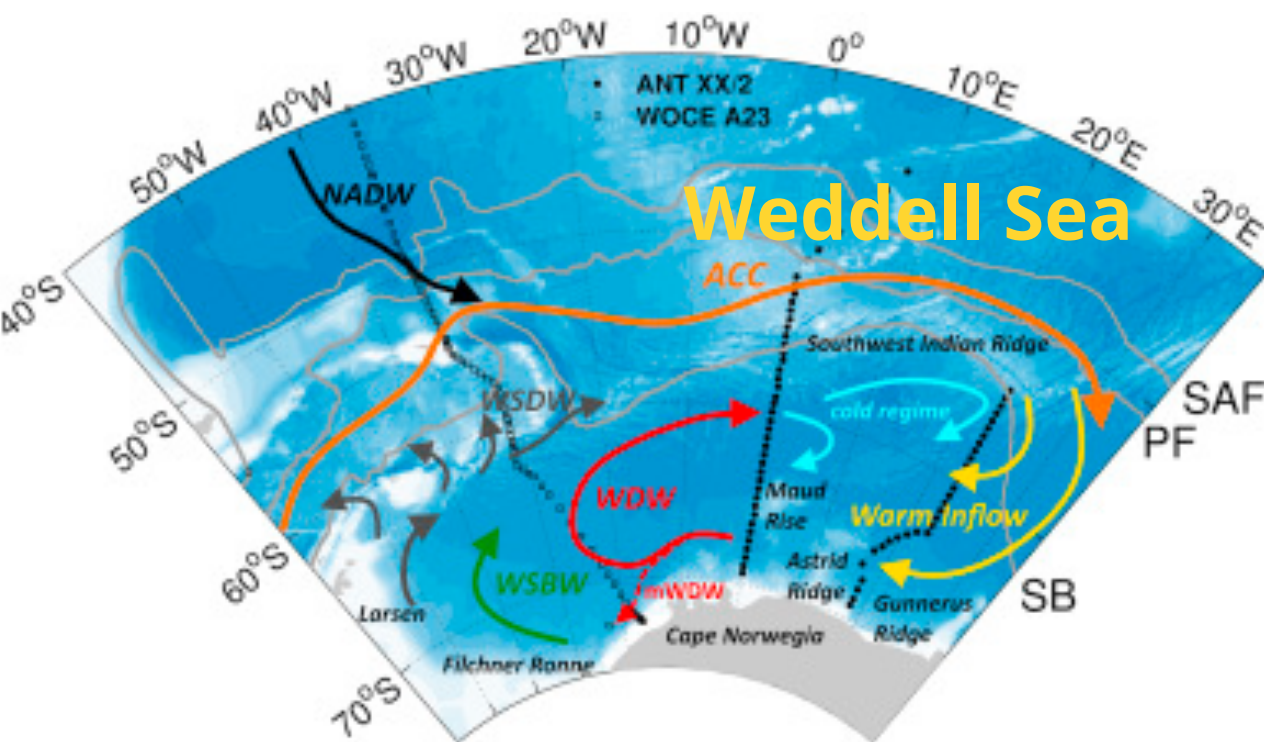 50°W
40°W
30°W
20°W
10°W
0°
10°E
20°E
30°E
ANT XX/2
WOCE A23
NADW
Weddell Sea
ACC
40°S
50°S
60°S
70°S
Southwest Indian Ridge
SAF
PF
SB
WSDW
cold regime
WDW
Maud
Rise
Warm Inflow
Astrid
Ridge
WSBW
mWDW
Gunnerus
Ridge
Larsen
Cape Norwegia
Filchner Ronne